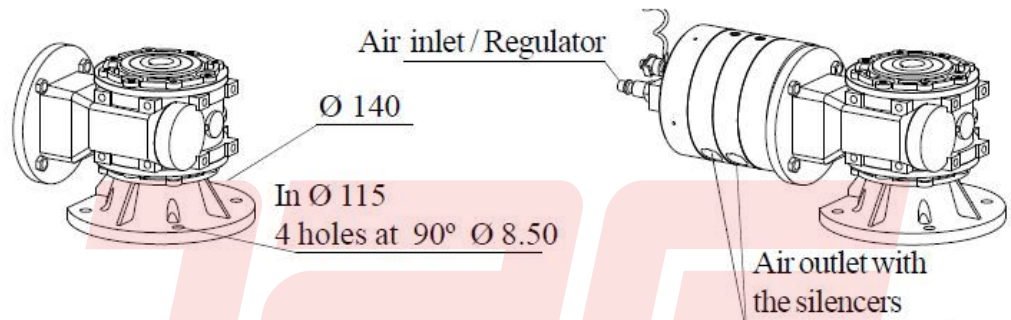 Air inlet / Regulator
Ø 140
In Ø 115
4 holes at 90º Ø 8.50
Air outlet with
the silencers